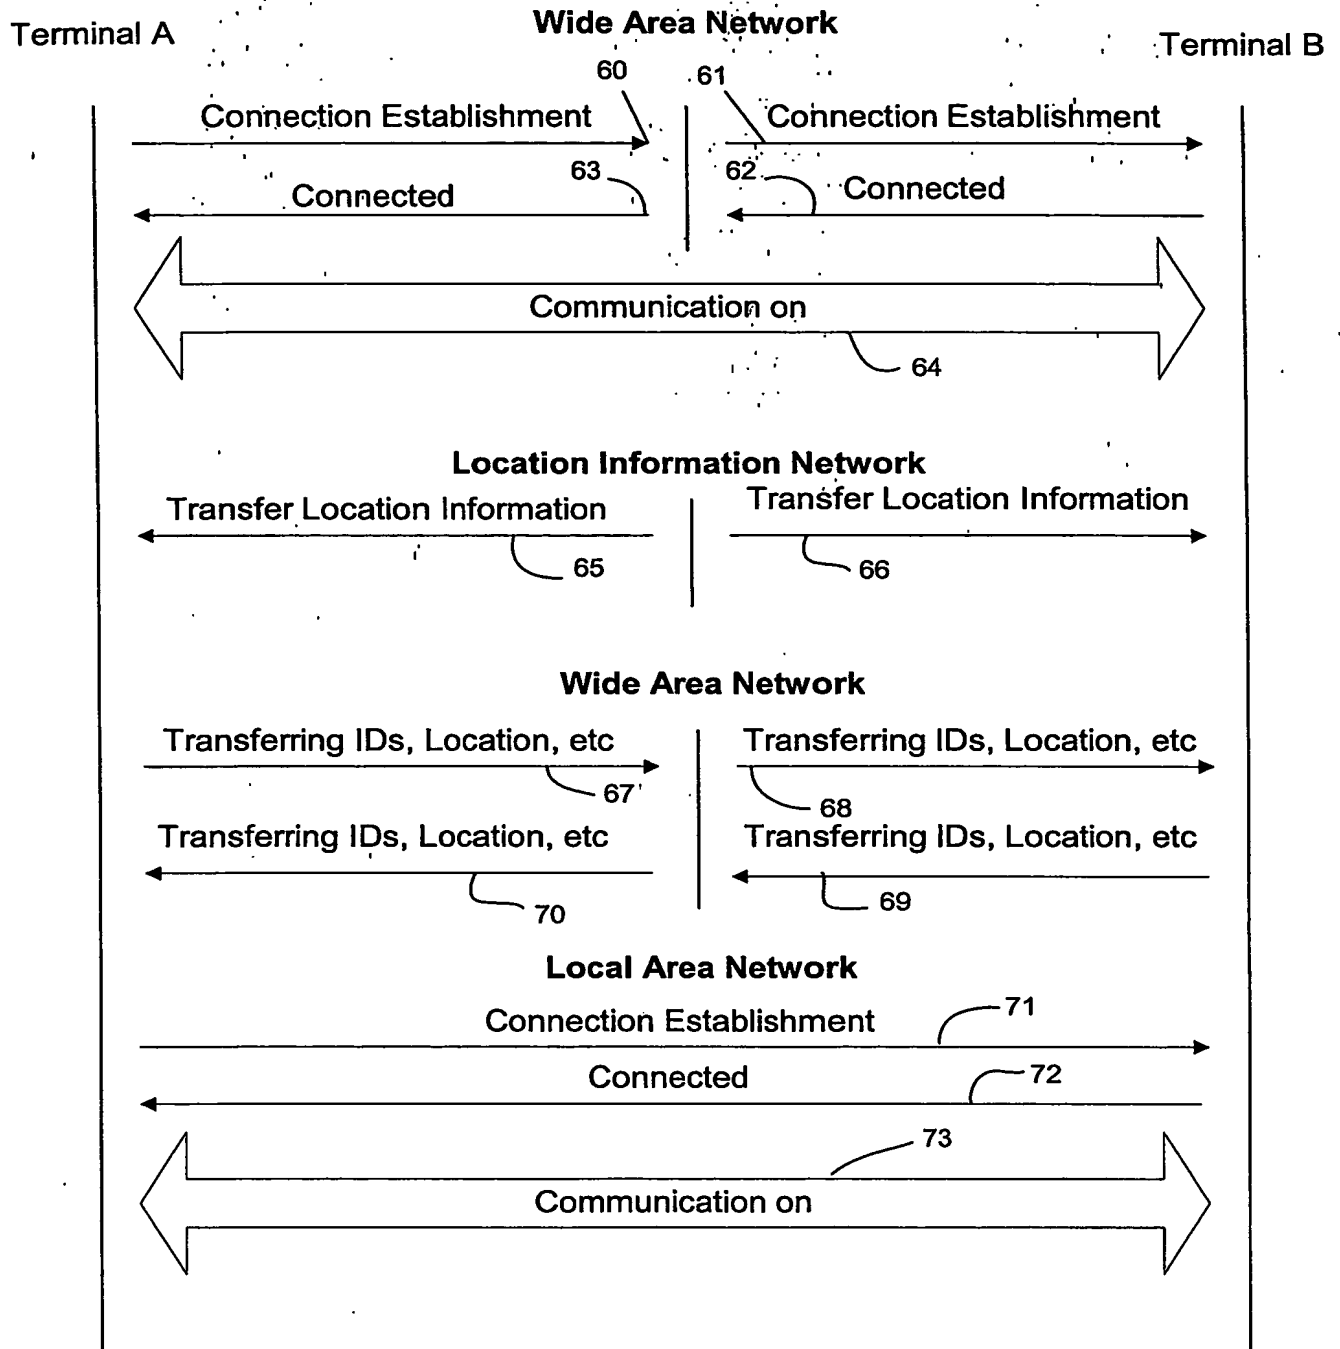 Wide Area Network
Terminal A
Terminal B
60
61
Connection Establishment
Connection Establishment
63
62
Connected
Connected
Communication on
64
Location Information Network
Transfer Location Information
Transfer Location Information
65
66
Wide Area Network
Transferring IDs, Location, etc
Transferring IDs, Location, etc
67
68
Transferring IDs, Location, etc
Transferring IDs, Location, etc
70
69
Local Area Network
71
Connection Establishment
72
Connected
73
Communication on